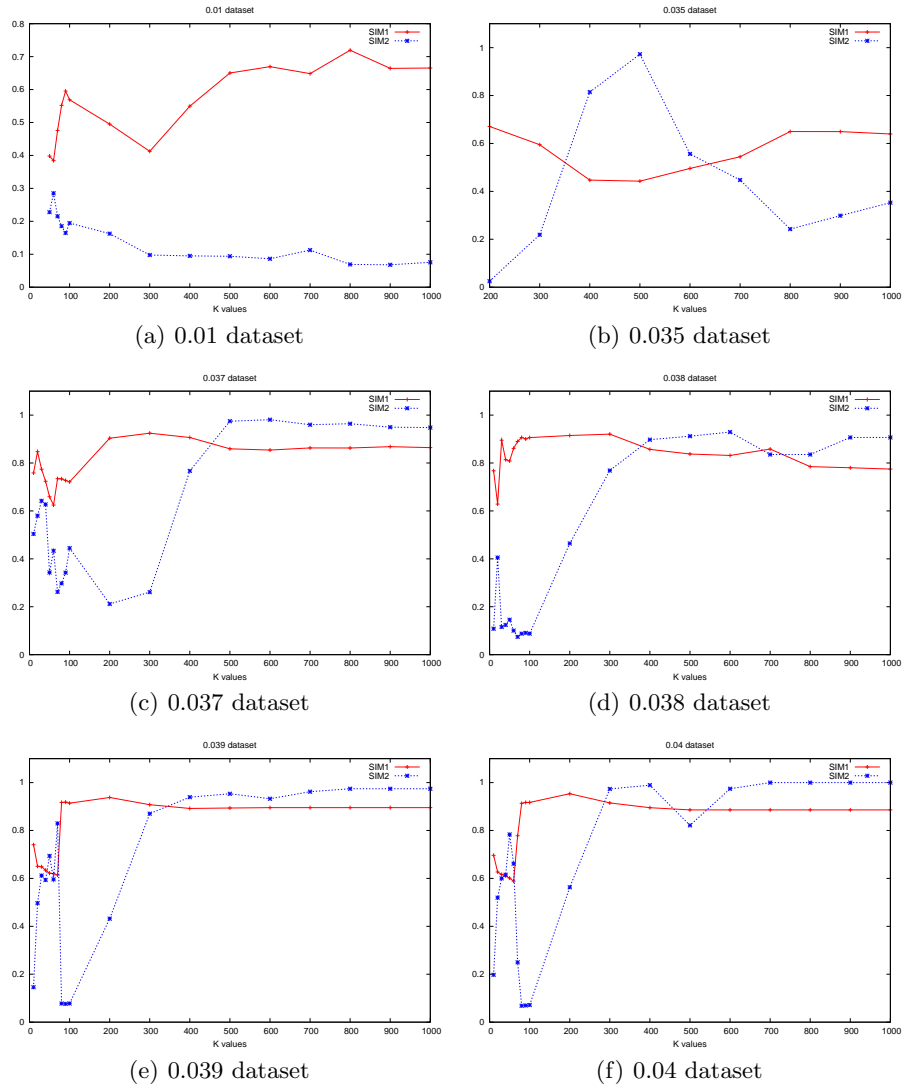 0.01 dataset
0.8
0.7
0.6
0.5
0.4
0.3
0.2
0.1
0
SIM1
SIM2
0 100 200 300 400 500 600 700 800 900 1000
K values
(a) 0.01 dataset
0.035 dataset
1
0.8
0.6
0.4
0.2
0
SIM1
SIM2
200 300 400 500 600 700 800 900 1000
K values
(b) 0.035 dataset
0.037 dataset
1
0.8
0.6
0.4
0.2
0
SIM1
SIM2
0 100 200 300 400 500 600 700 800 900 1000
K values
(c) 0.037 dataset
0.038 dataset
1
0.8
0.6
0.4
0.2
0
SIM1
SIM2
0 100 200 300 400 500 600 700 800 900 1000
K values
(d) 0.038 dataset
0.039 dataset
1
0.8
0.6
0.4
0.2
0
SIM1
SIM2
0 100 200 300 400 500 600 700 800 900 1000
K values
(e) 0.039 dataset
0.04 dataset
1
0.8
0.6
0.4
0.2
0
SIM1
SIM2
0 100 200 300 400 500 600 700 800 900 1000
K values
(f) 0.04 dataset